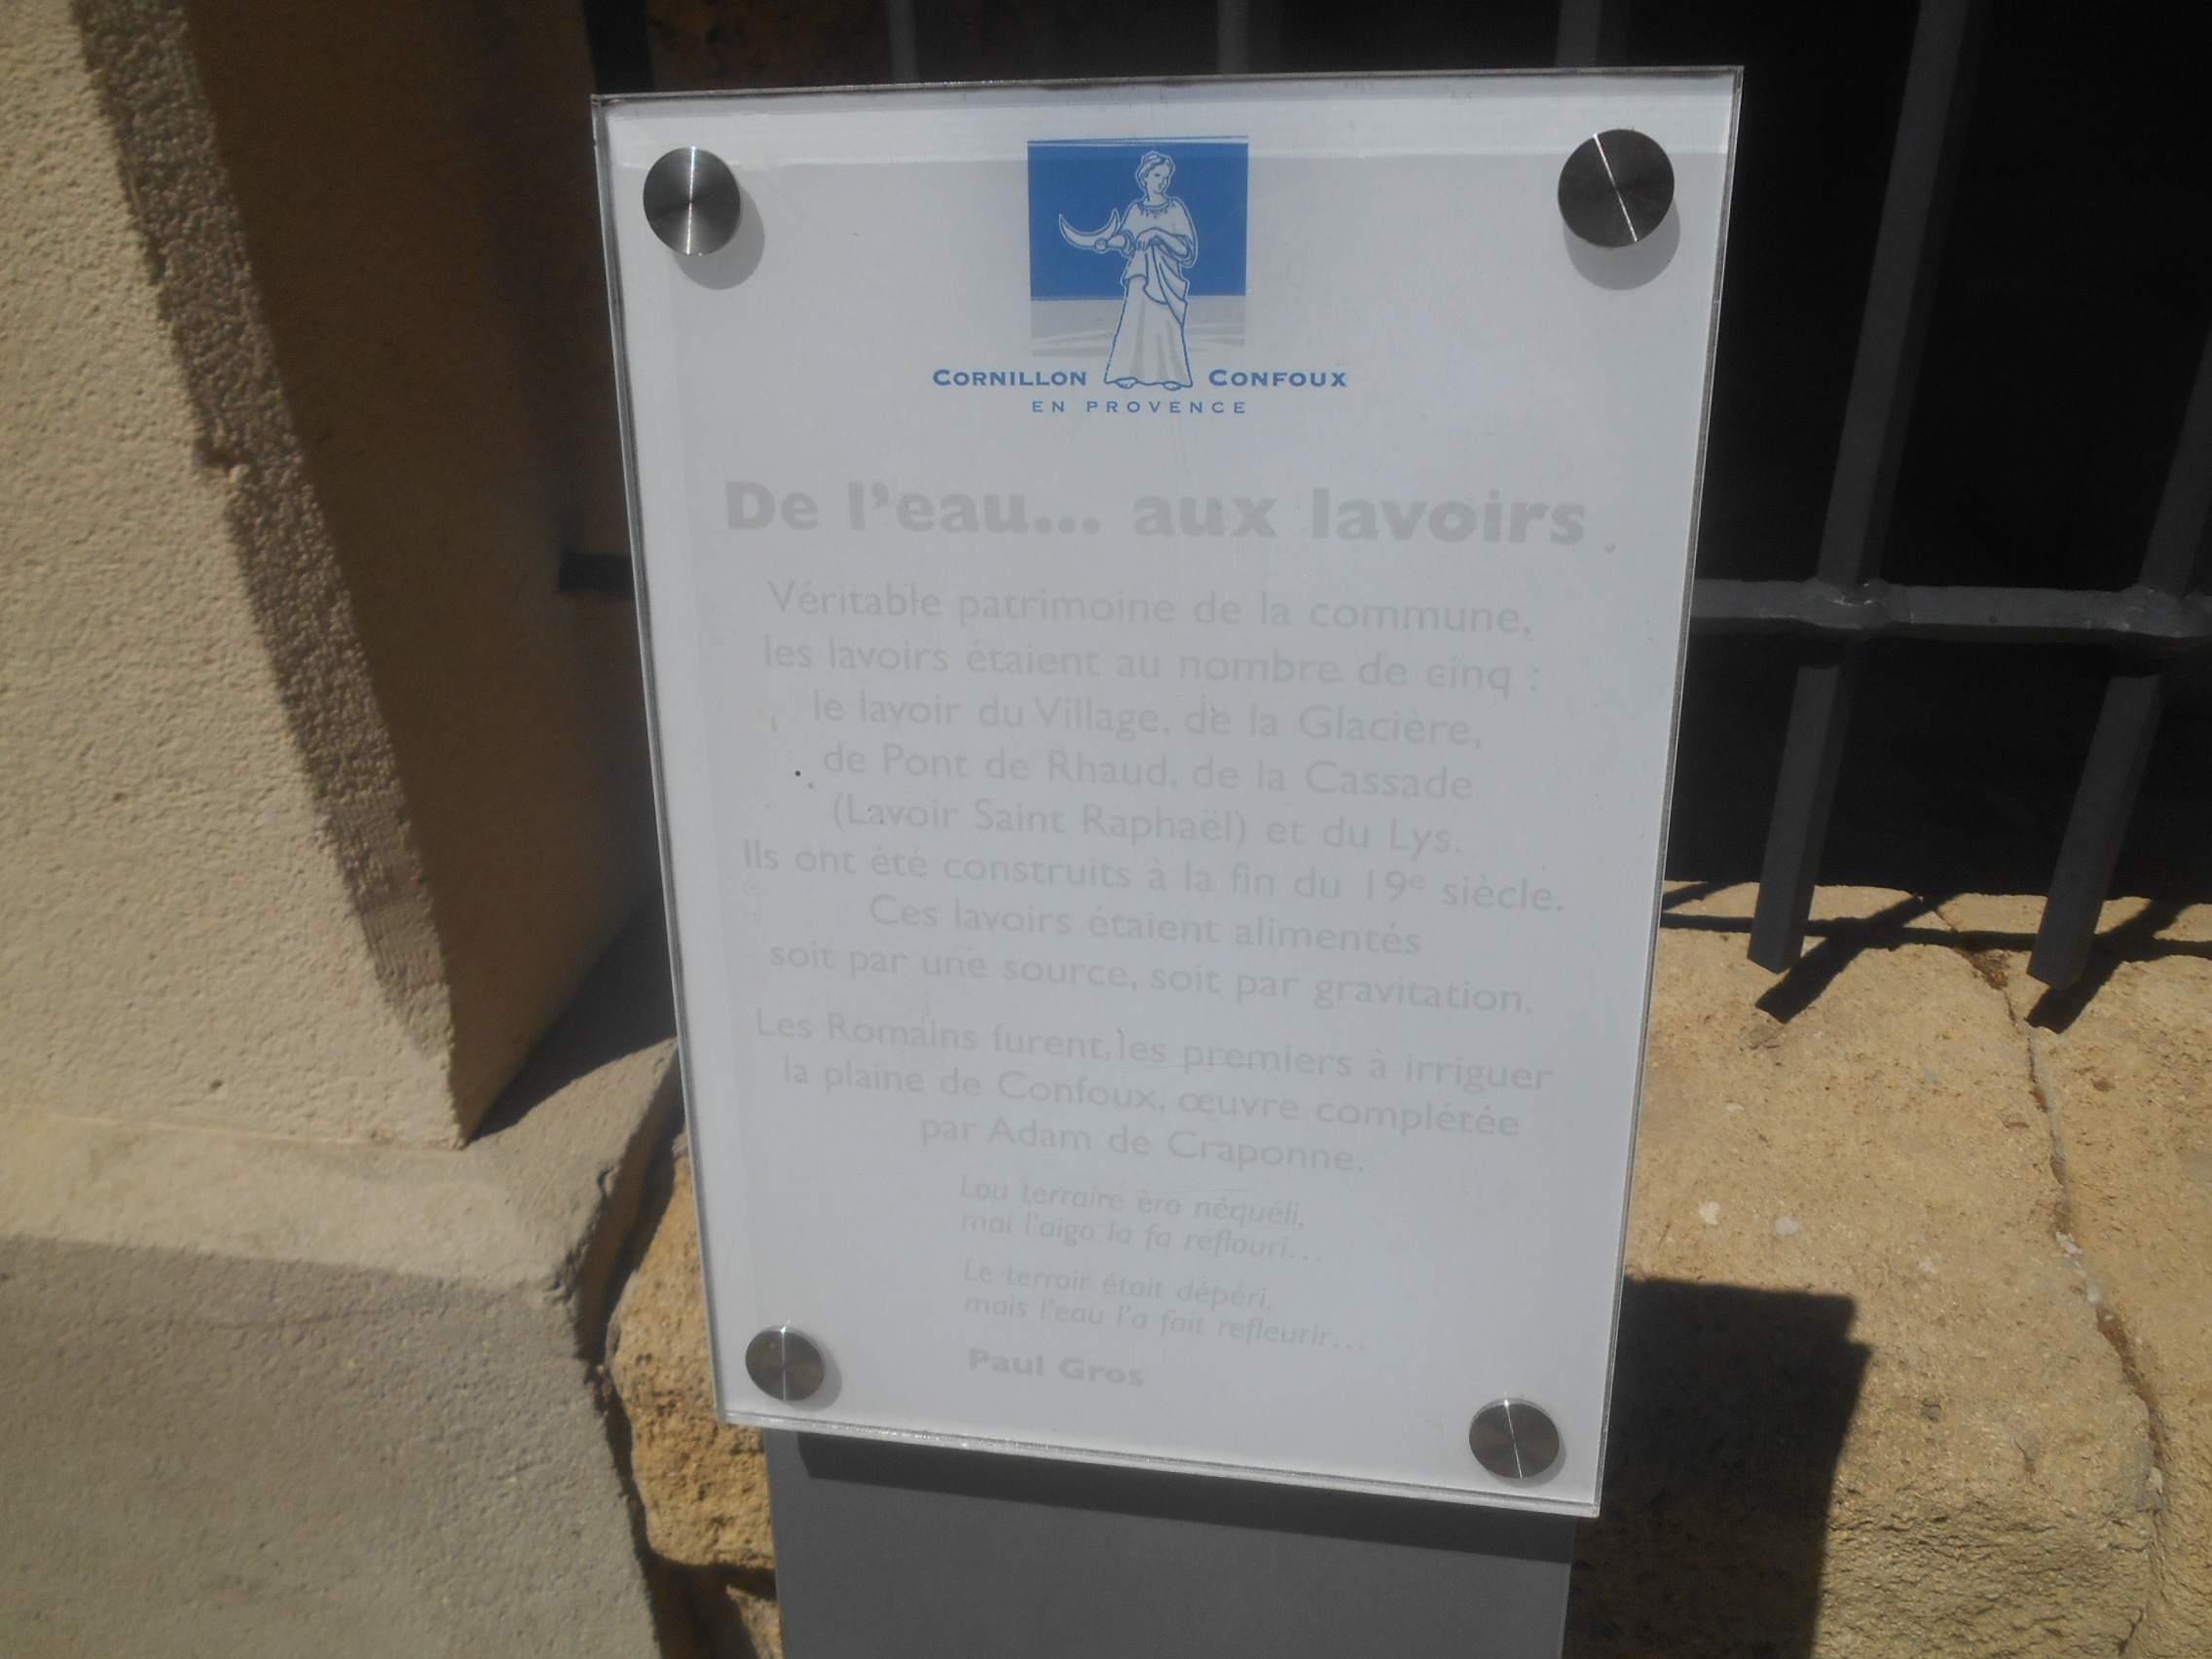 CORNILLON CONFOUX
EN PROVENCE
De l'eau... aux lavoirs
Véritable patrimoine de la commune,
les lavoirs étaient au nombre de cinq :
le lavoir du Village, de la Glacière,
de Pont de Rhaud, de la Cassade
(Lavoir Saint Raphaël) et du Lys.
Ils ont été construits à la fin du 19e siècle.
Ces lavoirs étaient alimentés
soit par une source, soit par gravitation.
Les Romains furent les premiers à irriguer
la plaine de Confoux, œuvre complétée
par Adam de Craponne.
Lou terraire èro nêquéli,
mai l'aigo la fa réflouri...
Le terroir était dépéri,
mais l'eau l'a fait refleurir...
Paul Gros